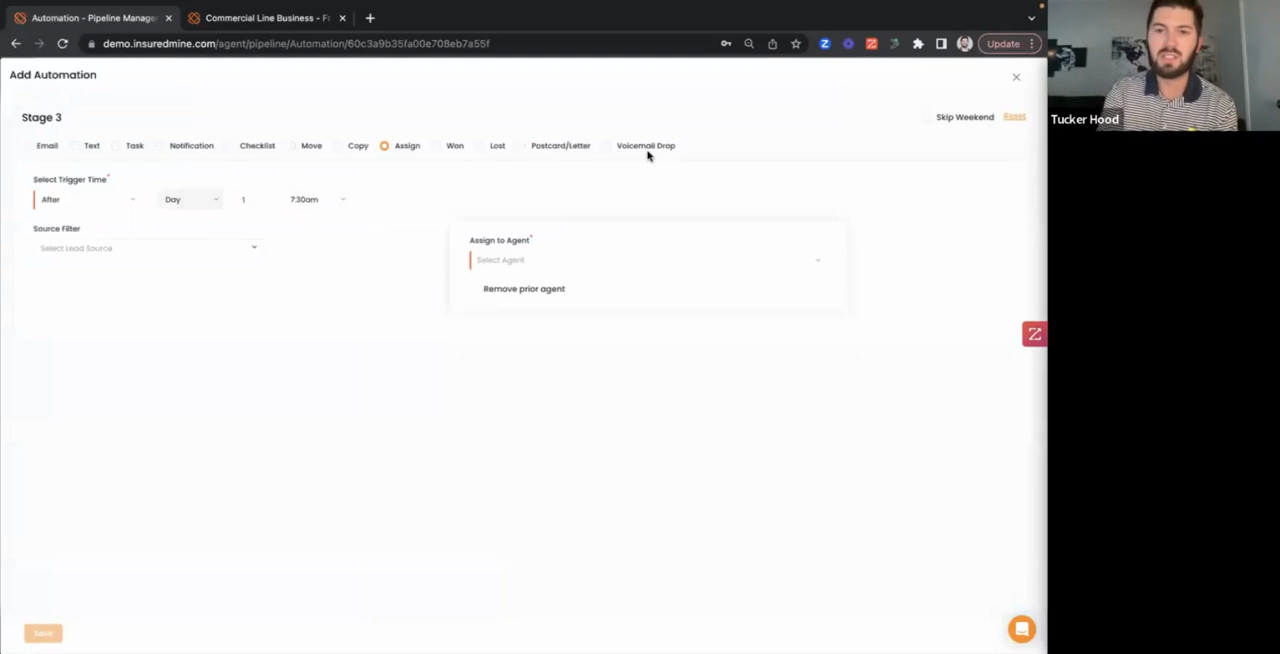 Automation - Pipeline Manage
Commercial Line Business - Fr
demo.insuredmine.com/agent/pipeline/Automation/60c3a9b35fa00e708eb7a55f
Update
Add Automation
Stage 3
Skip Weekend
Reset
Email
Text
Task
Notification
Checklist
Move
Copy
Assign
Won
Lost
Postcard/Letter
Voicemail Drop
Select Trigger Time*
After
Day
1
7:30am
Source Filter
Select Lead Source
Assign to Agent*
Select Agent
Remove prior agent
Save
Tucker Hood